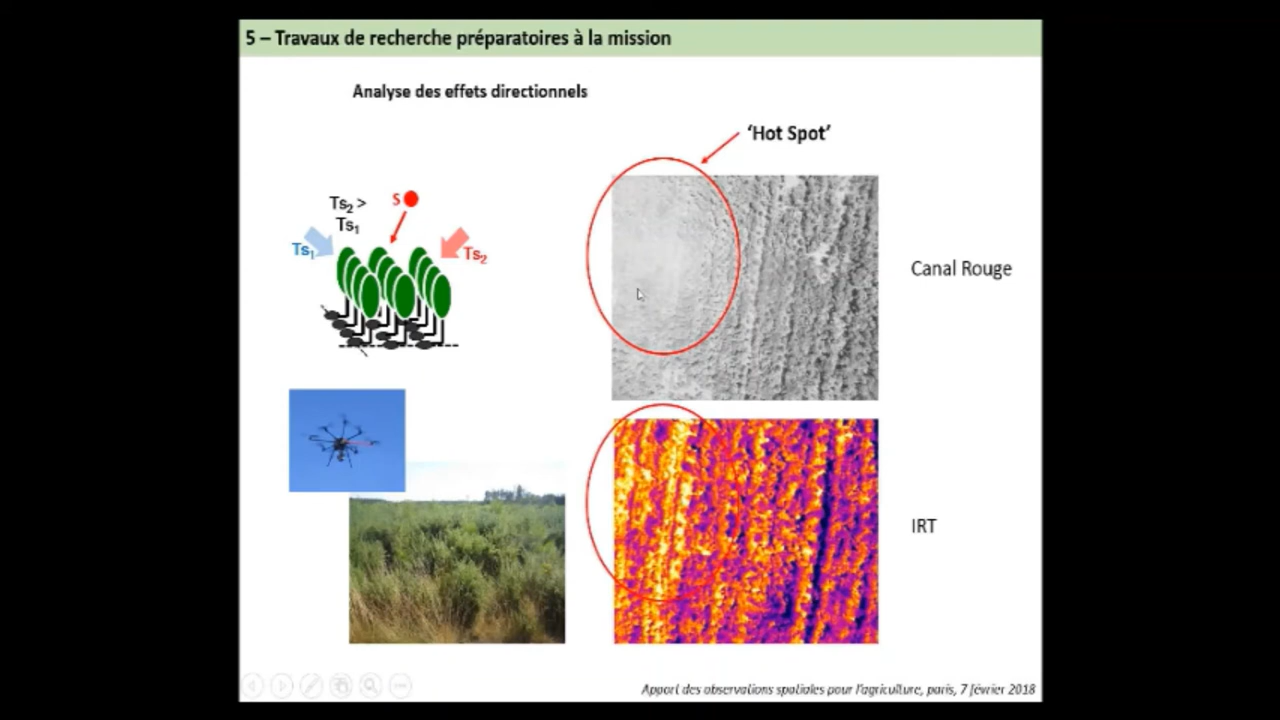 5 – Travaux de recherche préparatoires à la mission
Analyse des effets directionnels
‘Hot Spot’
Ts2 >
Ts1
S
Ts1
Ts2
Canal Rouge
IRT
Apport des observations spatiales pour l’agriculture, paris, 7 février 2018